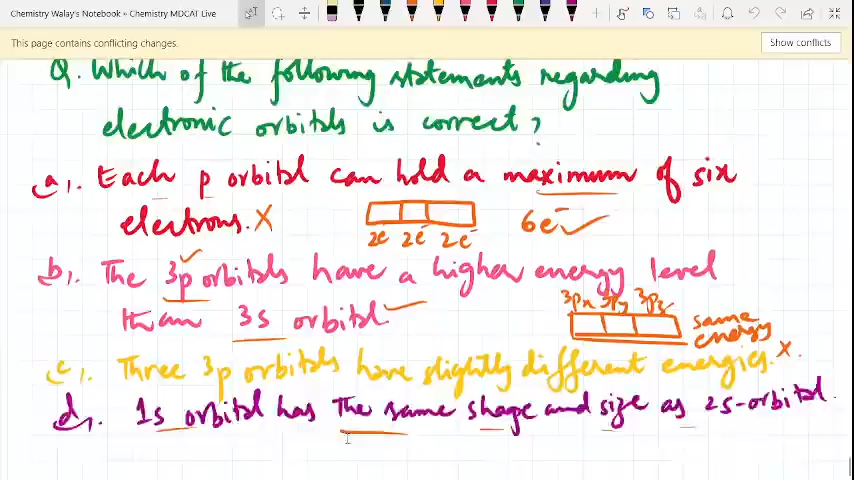 Chemistry Walay's Notebook » Chemistry MDCAT Live
This page contains conflicting changes.
Show conflicts
Q. Which of the following statements regarding
electronic orbitals is correct?
a). Each p orbital can hold a maximum of six
electrons. X
2e 2e⁻ 2e⁻
6e⁻ ✓
b). The 3p orbitals have a higher energy level
than 3s orbital ✓
3px 3py 3pz
same
energy
c). Three 3p orbitals have slightly different energies. X.
d). 1s orbital has the same shape and size as 2s-orbital.